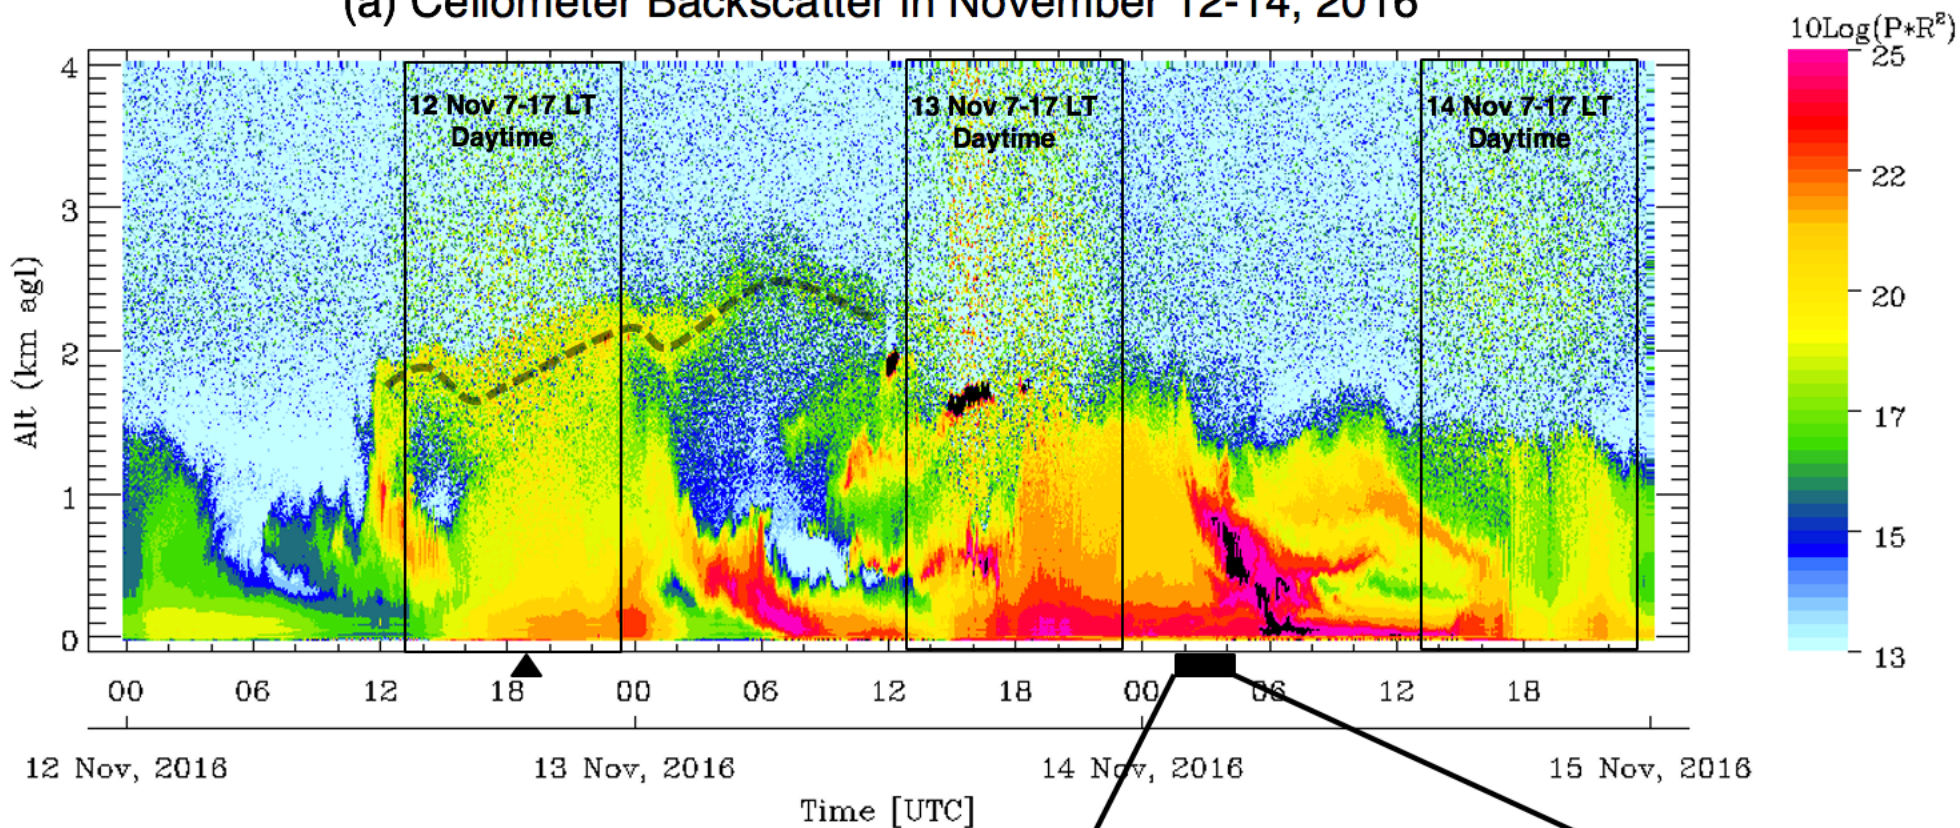 (a) Ceilometer Backscatter in November 12-14, 2016
10Log(P*R²)
12 Nov 7-17 LT
Daytime
13 Nov 7-17 LT
Daytime
14 Nov 7-17 LT
Daytime
Alt (km agl)
4
3
2
1
0
25
22
20
17
15
13
00 06 12 18 00 06 12 18 00 06 12 18
12 Nov, 2016 13 Nov, 2016 14 Nov, 2016 15 Nov, 2016
Time [UTC]